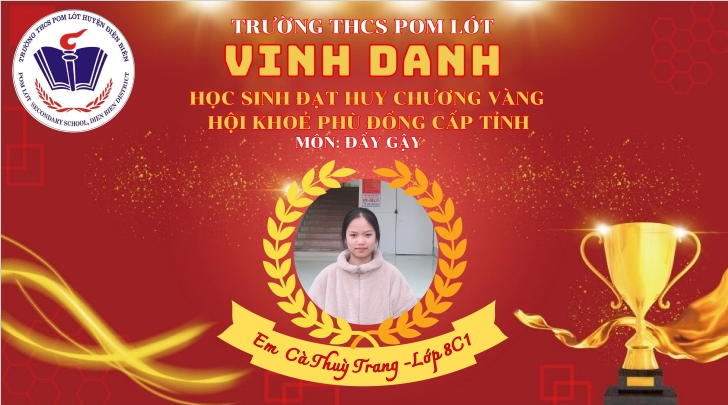 TRƯỜNG THCS POM LÓT HUYỆN ĐIỆN BIÊN
POM LÓT SECONDARY SCHOOL, DIEN BIEN DISTRICT
TRƯỜNG THCS POM LÓT
VINH DANH
HỌC SINH ĐẠT HUY CHƯƠNG VÀNG
HỘI KHOẺ PHÙ ĐỔNG CẤP TỈNH
MÔN: ĐẨY GẬY
Em Cà Thuỳ Trang - Lớp 8C1